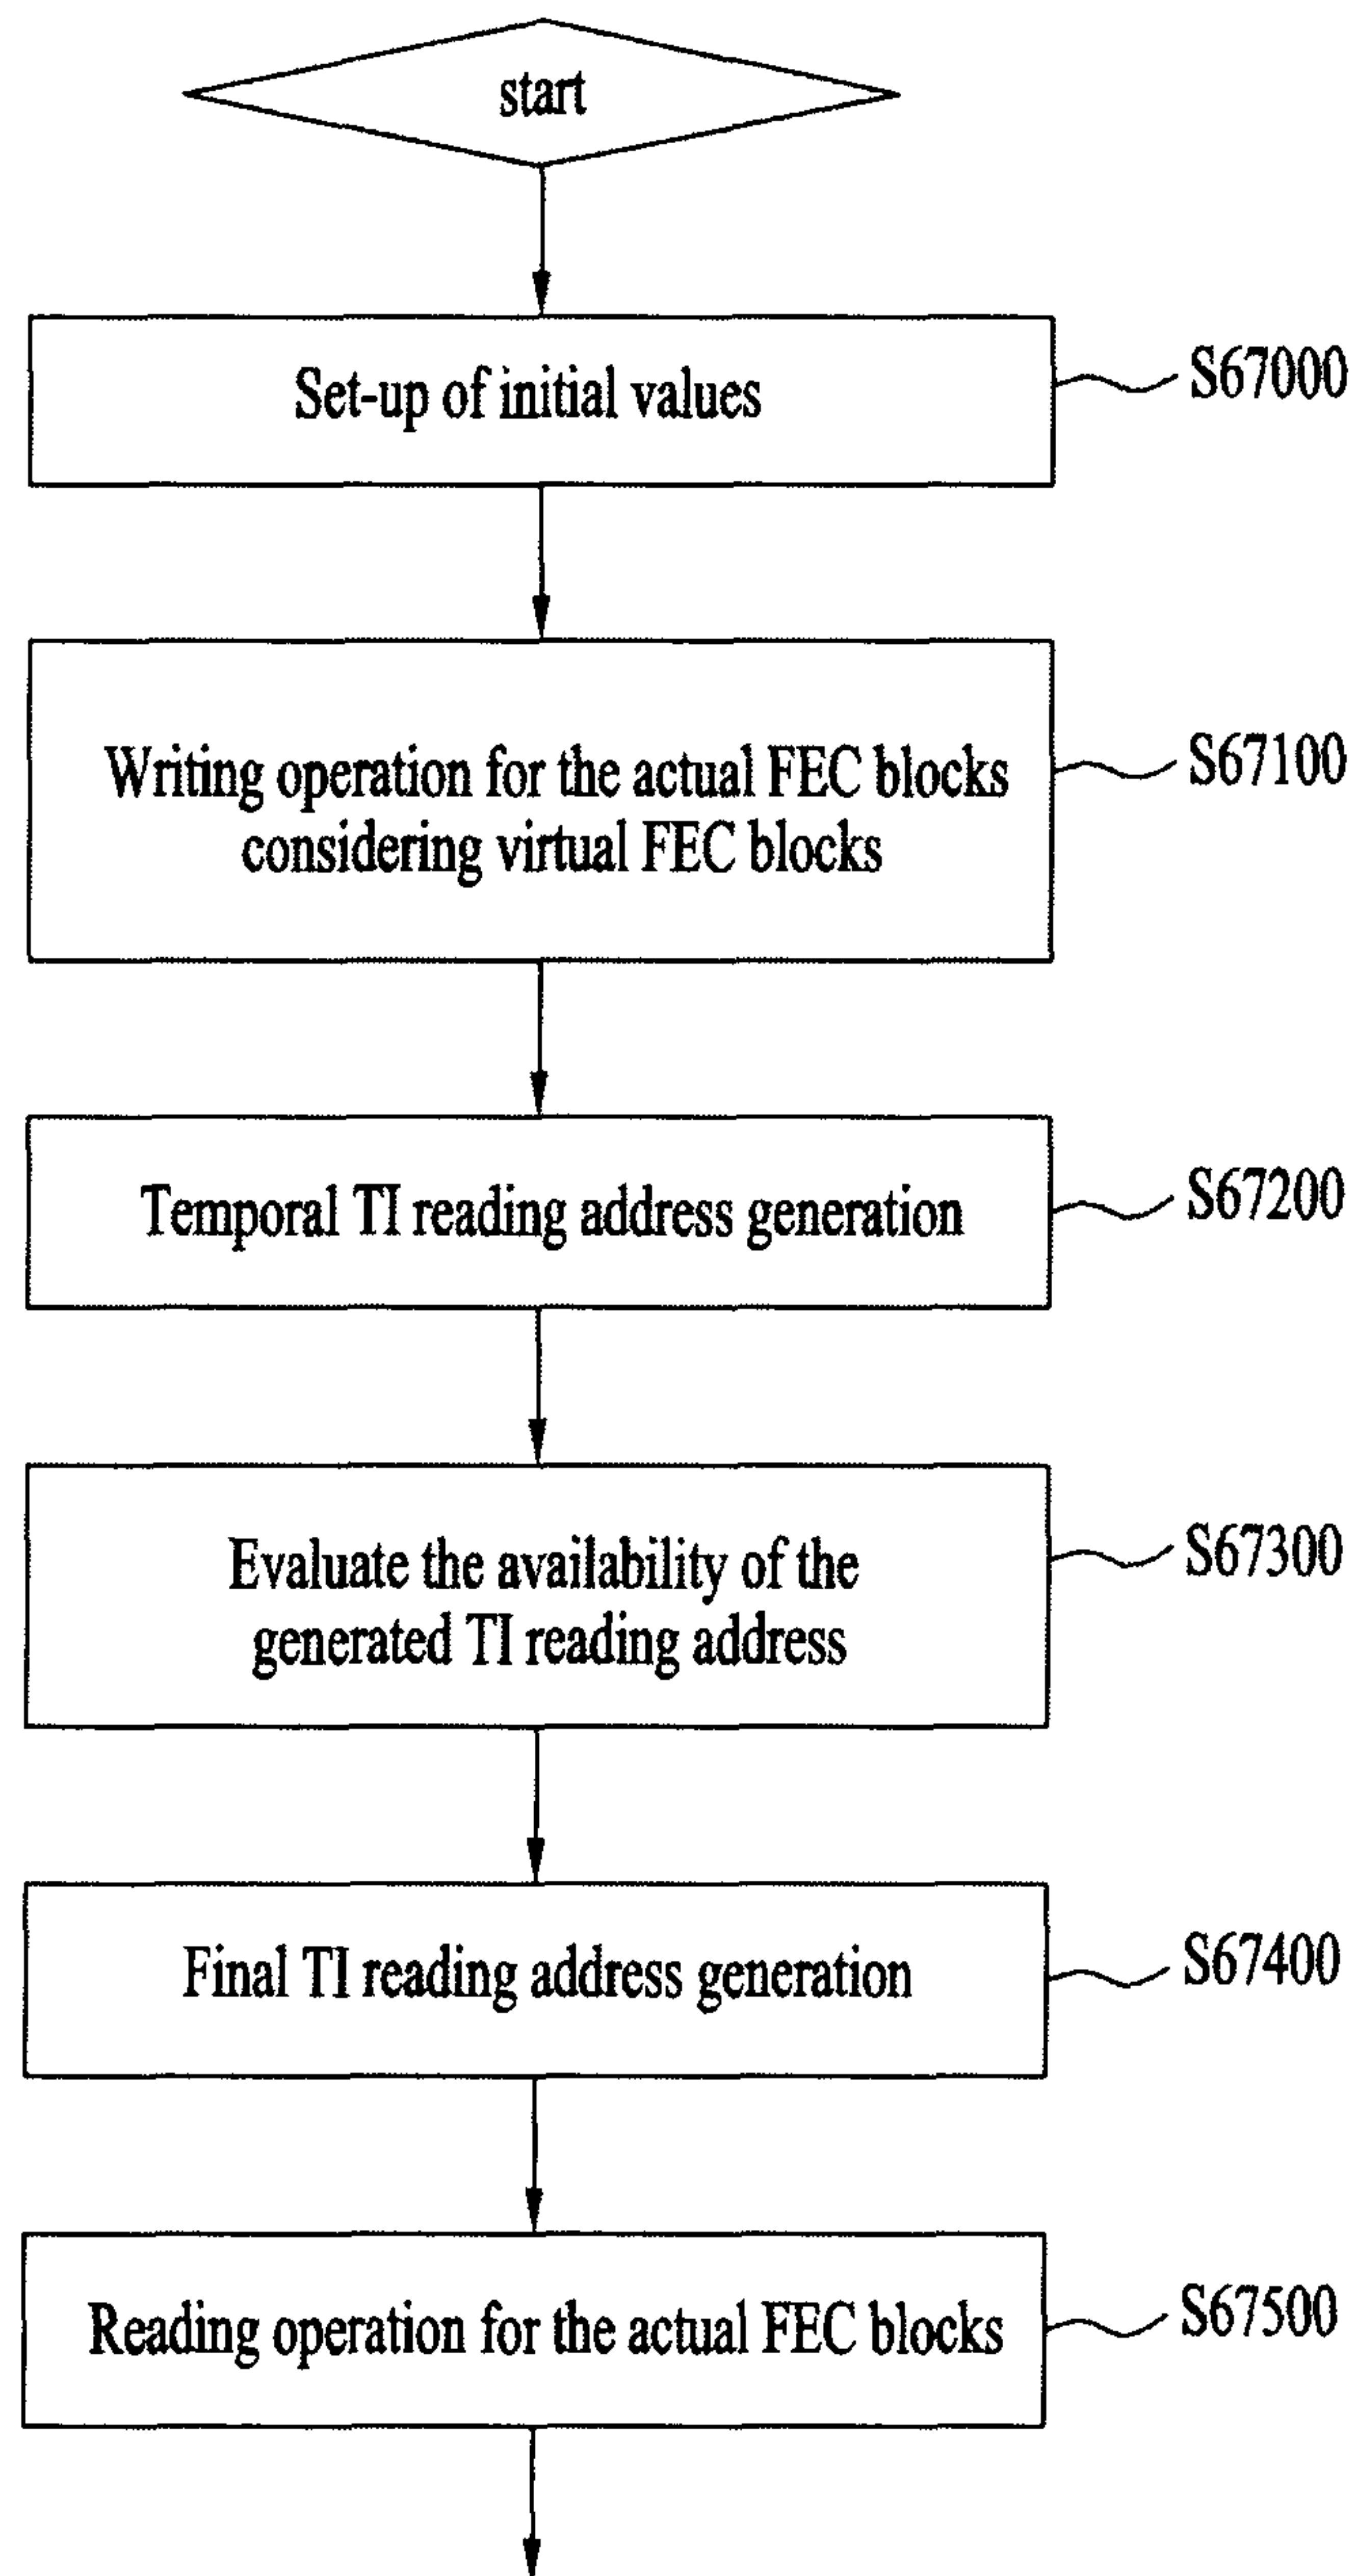 start
Set-up of initial values
S67000
Writing operation for the actual FEC blocks
considering virtual FEC blocks
S67100
Temporal TI reading address generation
S67200
Evaluate the availability of the
generated TI reading address
S67300
Final TI reading address generation
S67400
Reading operation for the actual FEC blocks
S67500